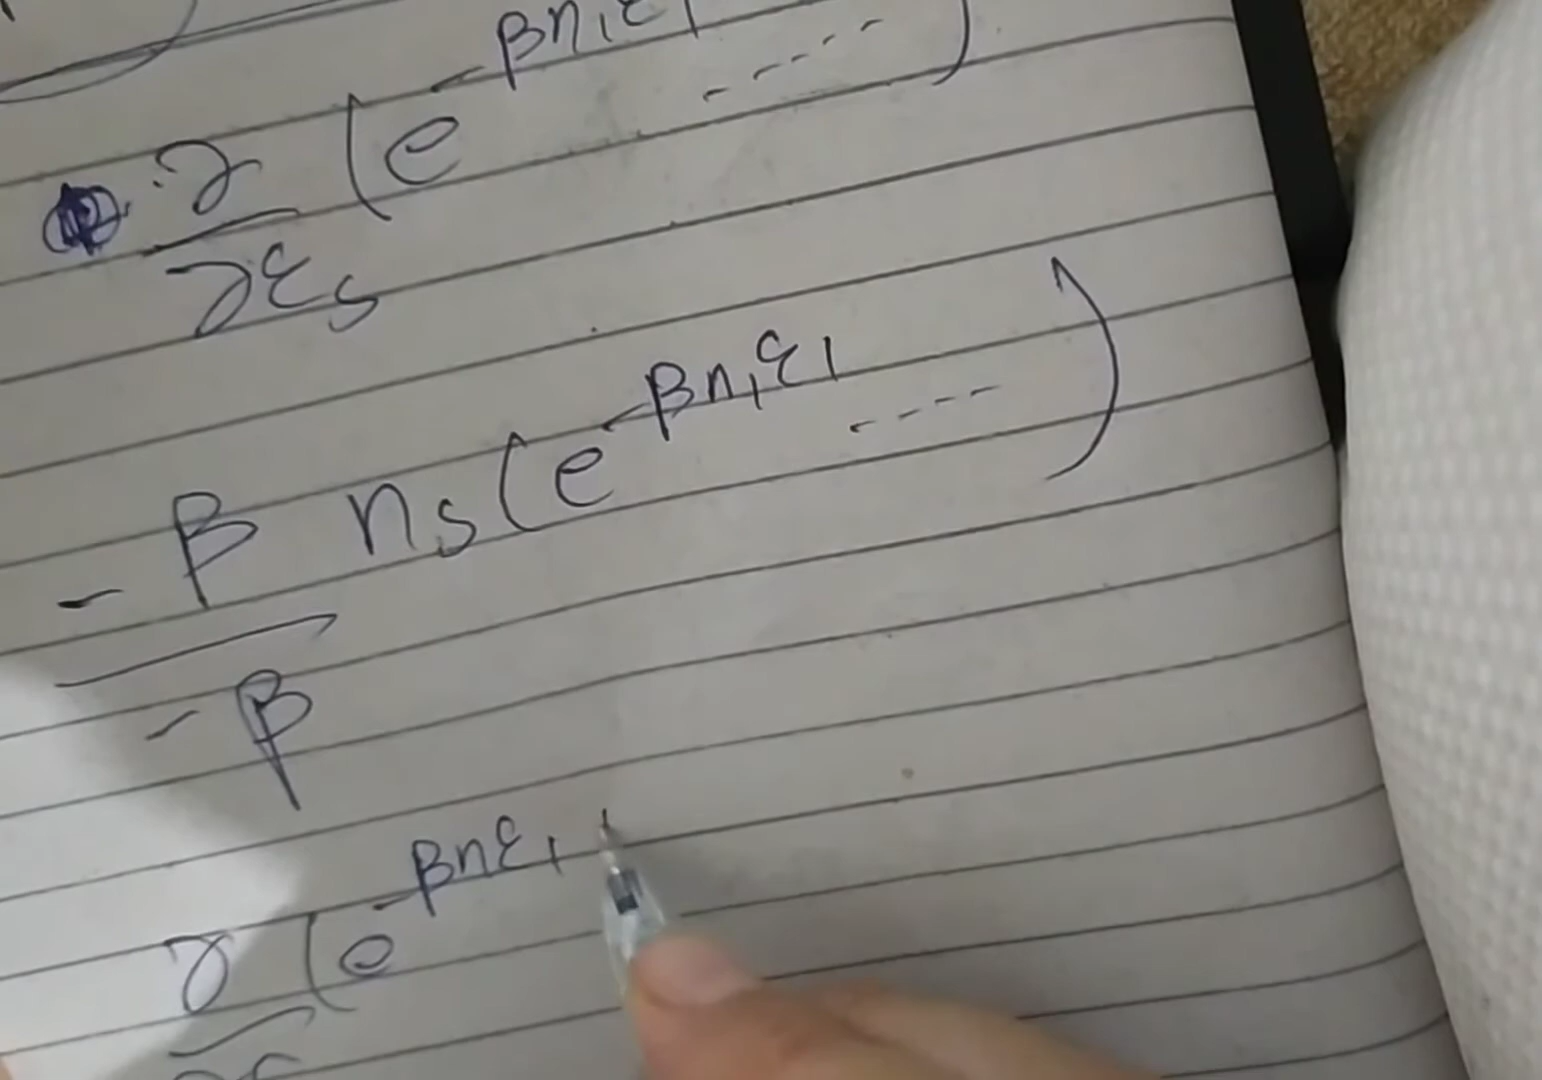 ∂/∂ε_s (e^{-βn₁ε₁} ----- )
-β n_s (e^{-βn₁ε₁} ----- )
-β
∂ (e^{-βnε₁}